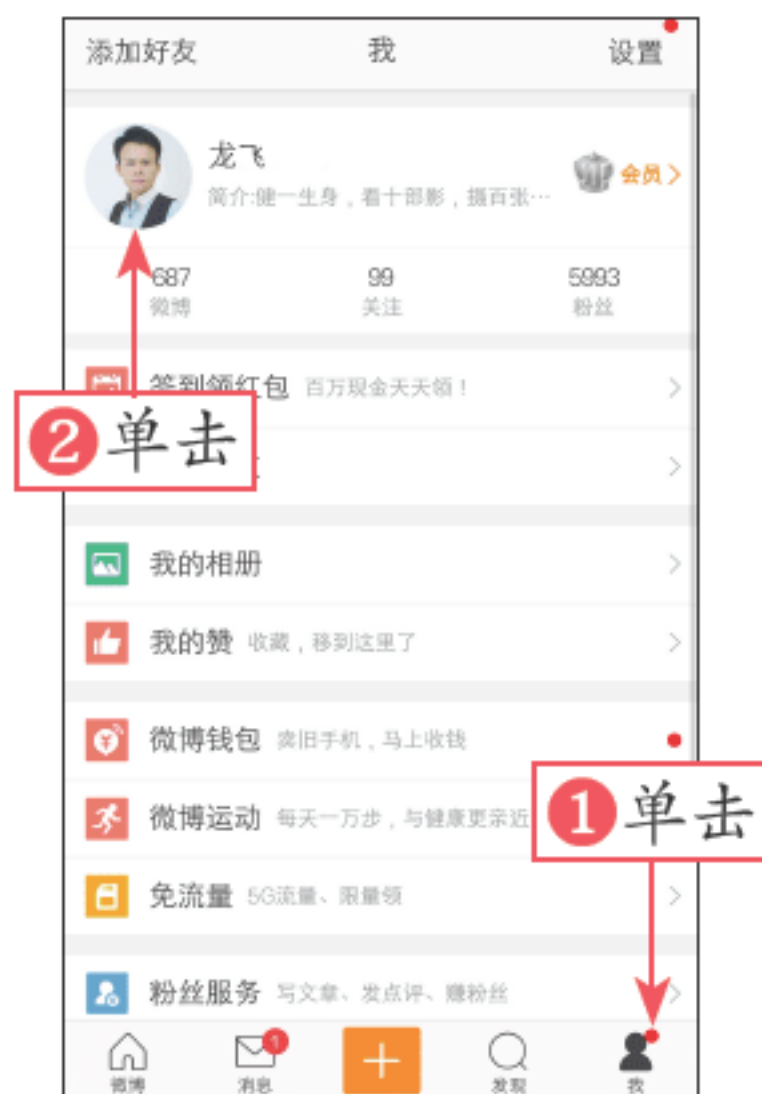 添加好友 我 设置
龙飞
会员
简介:健一生身，看十部影，摄百张…
687 99 5993
微博 关注 粉丝
签到领红包 百万现金天天领！
2 单击
我的相册
我的赞 收藏，移到这里了
微博钱包 卖旧手机，马上收钱
1 单击
微博运动 每天一万步，与健康更亲近
免流量 5G流量、限量领
粉丝服务 写文章、发点评、赚粉丝
1
微博 消息 发现 我